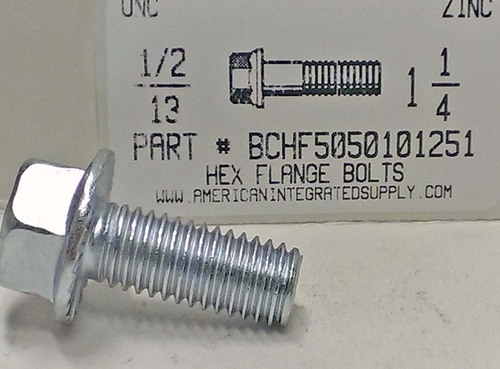 UNC ZINC
1/2
13
1 1/4
PART # BCHF5050101251
HEX FLANGE BOLTS
WWW.AMERICANINTEGRATEDSUPPLY.COM